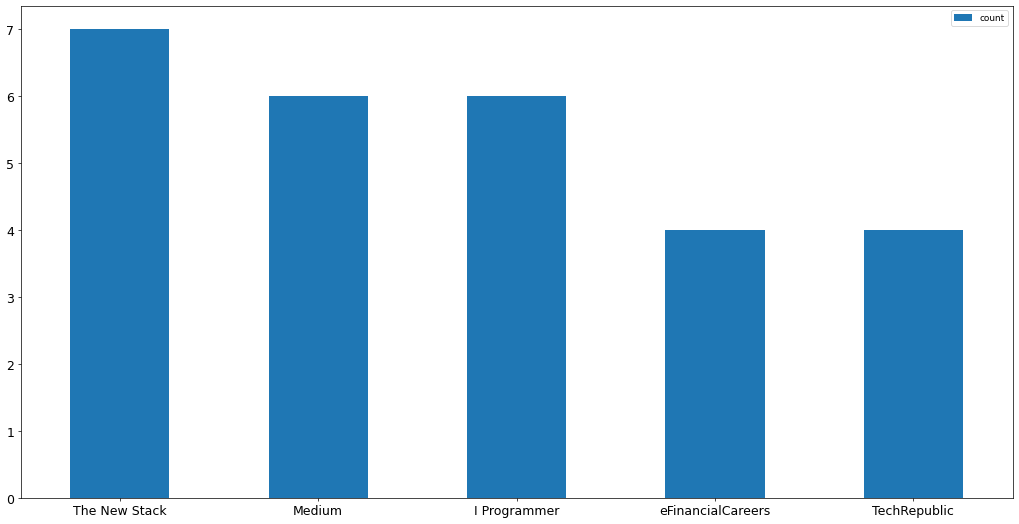 count
7
6
5
4
3
2
1
0
The New Stack
Medium
I Programmer
eFinancialCareers
TechRepublic